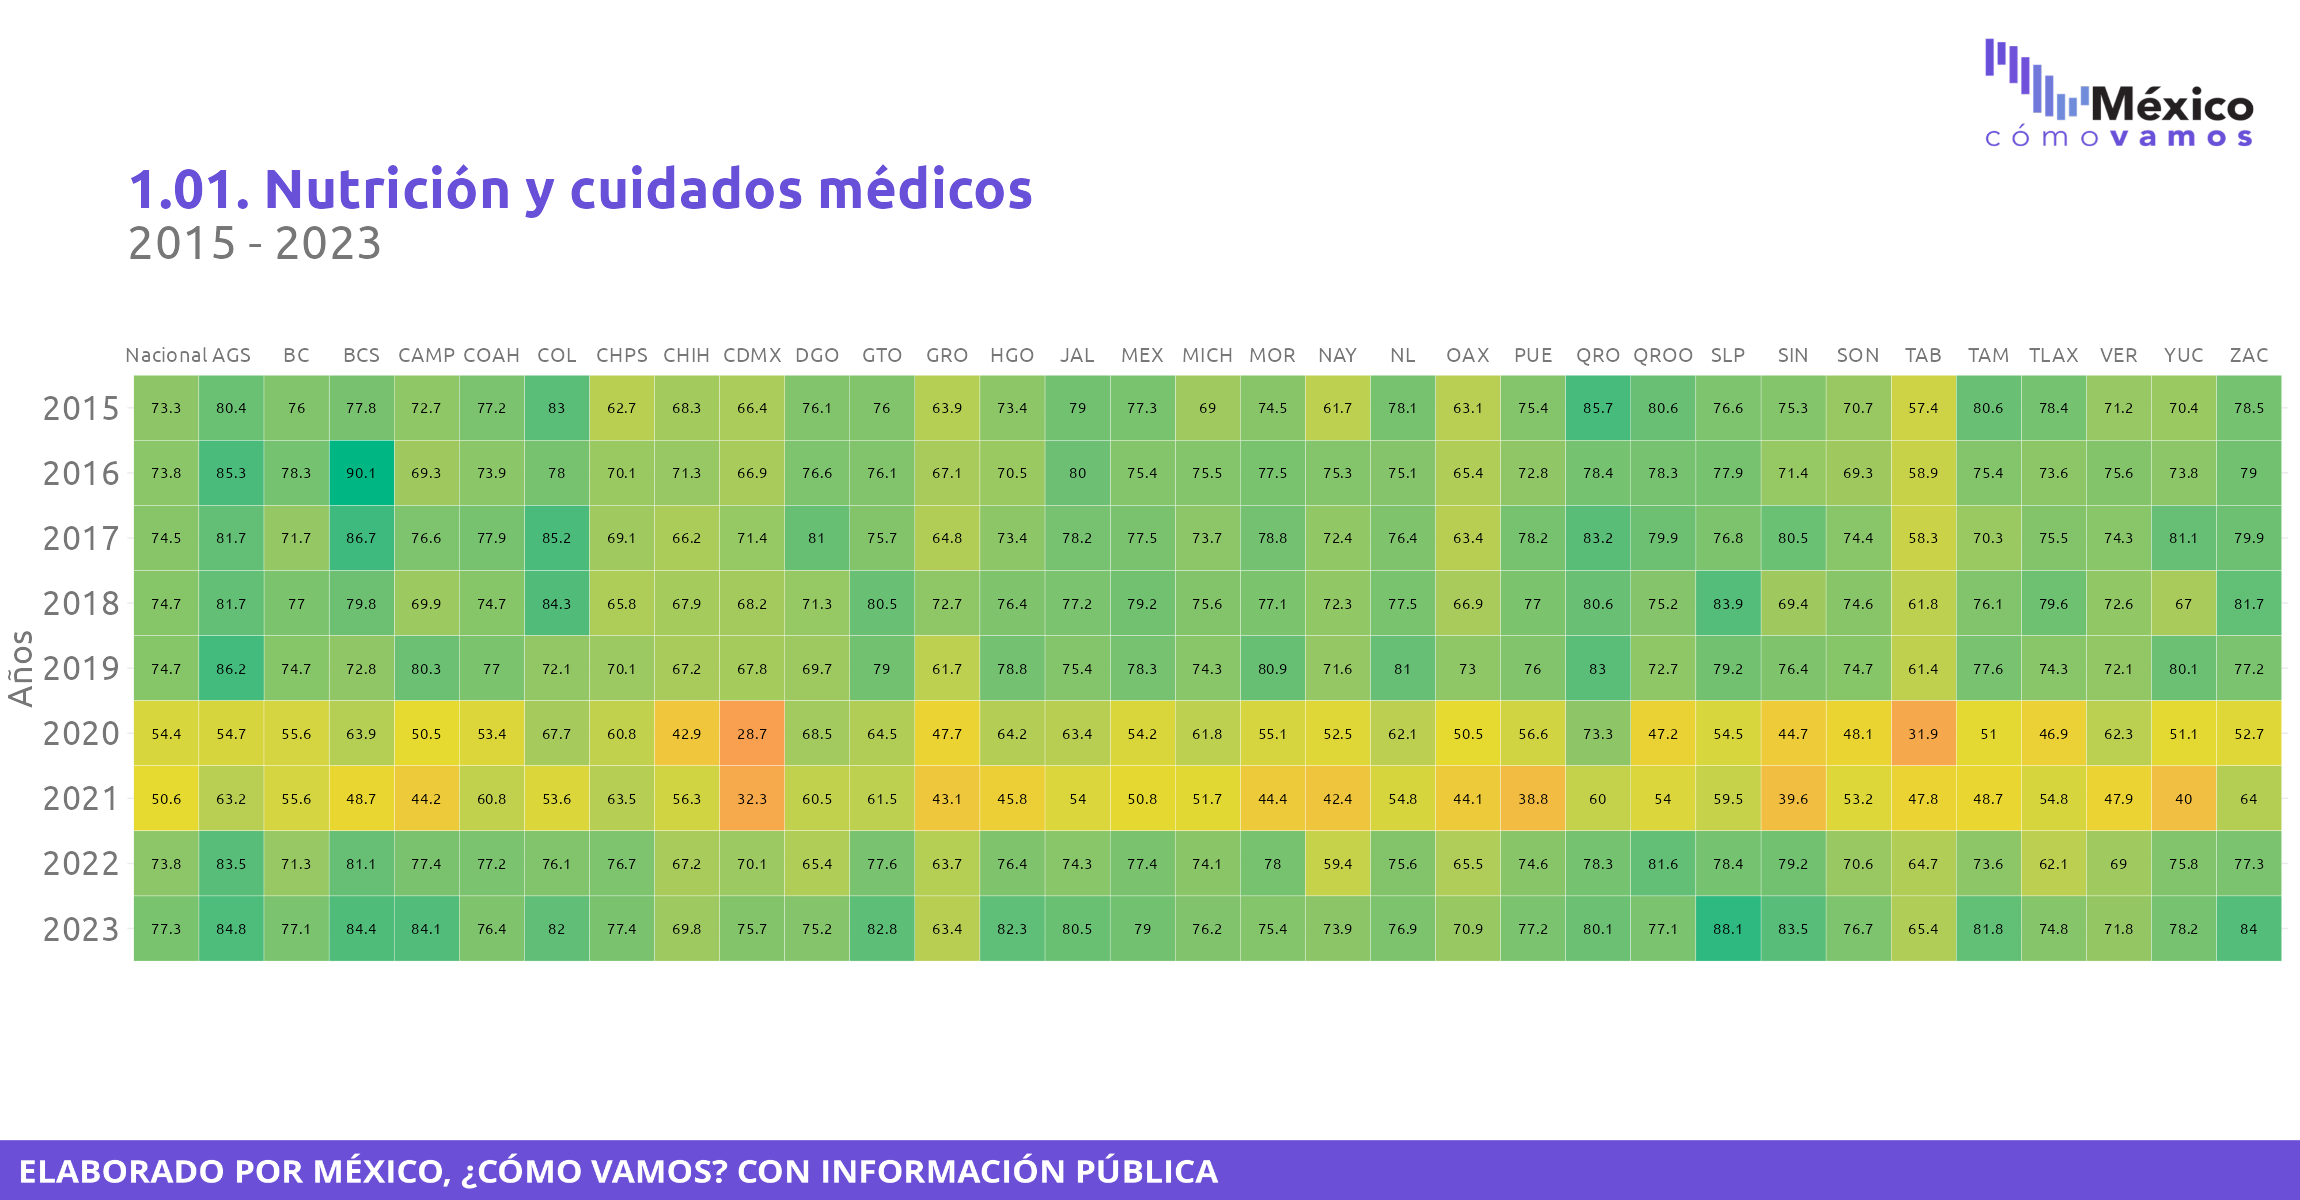 México
cómovamos
1.01. Nutrición y cuidados médicos
2015 - 2023
Nacional AGS BC BCS CAMP COAH COL CHPS CHIH CDMX DGO GTO GRO HGO JAL MEX MICH MOR NAY NL OAX PUE QRO QROO SLP SIN SON TAB TAM TLAX VER YUC ZAC
2015 73.3 80.4 76 77.8 72.7 77.2 83 62.7 68.3 66.4 76.1 76 63.9 73.4 79 77.3 69 74.5 61.7 78.1 63.1 75.4 85.7 80.6 76.6 75.3 70.7 57.4 80.6 78.4 71.2 70.4 78.5
2016 73.8 85.3 78.3 90.1 69.3 73.9 78 70.1 71.3 66.9 76.6 76.1 67.1 70.5 80 75.4 75.5 77.5 75.3 75.1 65.4 72.8 78.4 78.3 77.9 71.4 69.3 58.9 75.4 73.6 75.6 73.8 79
2017 74.5 81.7 71.7 86.7 76.6 77.9 85.2 69.1 66.2 71.4 81 75.7 64.8 73.4 78.2 77.5 73.7 78.8 72.4 76.4 63.4 78.2 83.2 79.9 76.8 80.5 74.4 58.3 70.3 75.5 74.3 81.1 79.9
2018 74.7 81.7 77 79.8 69.9 74.7 84.3 65.8 67.9 68.2 71.3 80.5 72.7 76.4 77.2 79.2 75.6 77.1 72.3 77.5 66.9 77 80.6 75.2 83.9 69.4 74.6 61.8 76.1 79.6 72.6 67 81.7
Años
2019 74.7 86.2 74.7 72.8 80.3 77 72.1 70.1 67.2 67.8 69.7 79 61.7 78.8 75.4 78.3 74.3 80.9 71.6 81 73 76 83 72.7 79.2 76.4 74.7 61.4 77.6 74.3 72.1 80.1 77.2
2020 54.4 54.7 55.6 63.9 50.5 53.4 67.7 60.8 42.9 28.7 68.5 64.5 47.7 64.2 63.4 54.2 61.8 55.1 52.5 62.1 50.5 56.6 73.3 47.2 54.5 44.7 48.1 31.9 51 46.9 62.3 51.1 52.7
2021 50.6 63.2 55.6 48.7 44.2 60.8 53.6 63.5 56.3 32.3 60.5 61.5 43.1 45.8 54 50.8 51.7 44.4 42.4 54.8 44.1 38.8 60 54 59.5 39.6 53.2 47.8 48.7 54.8 47.9 40 64
2022 73.8 83.5 71.3 81.1 77.4 77.2 76.1 76.7 67.2 70.1 65.4 77.6 63.7 76.4 74.3 77.4 74.1 78 59.4 75.6 65.5 74.6 78.3 81.6 78.4 79.2 70.6 64.7 73.6 62.1 69 75.8 77.3
2023 77.3 84.8 77.1 84.4 84.1 76.4 82 77.4 69.8 75.7 75.2 82.8 63.4 82.3 80.5 79 76.2 75.4 73.9 76.9 70.9 77.2 80.1 77.1 88.1 83.5 76.7 65.4 81.8 74.8 71.8 78.2 84
ELABORADO POR MÉXICO, ¿CÓMO VAMOS? CON INFORMACIÓN PÚBLICA